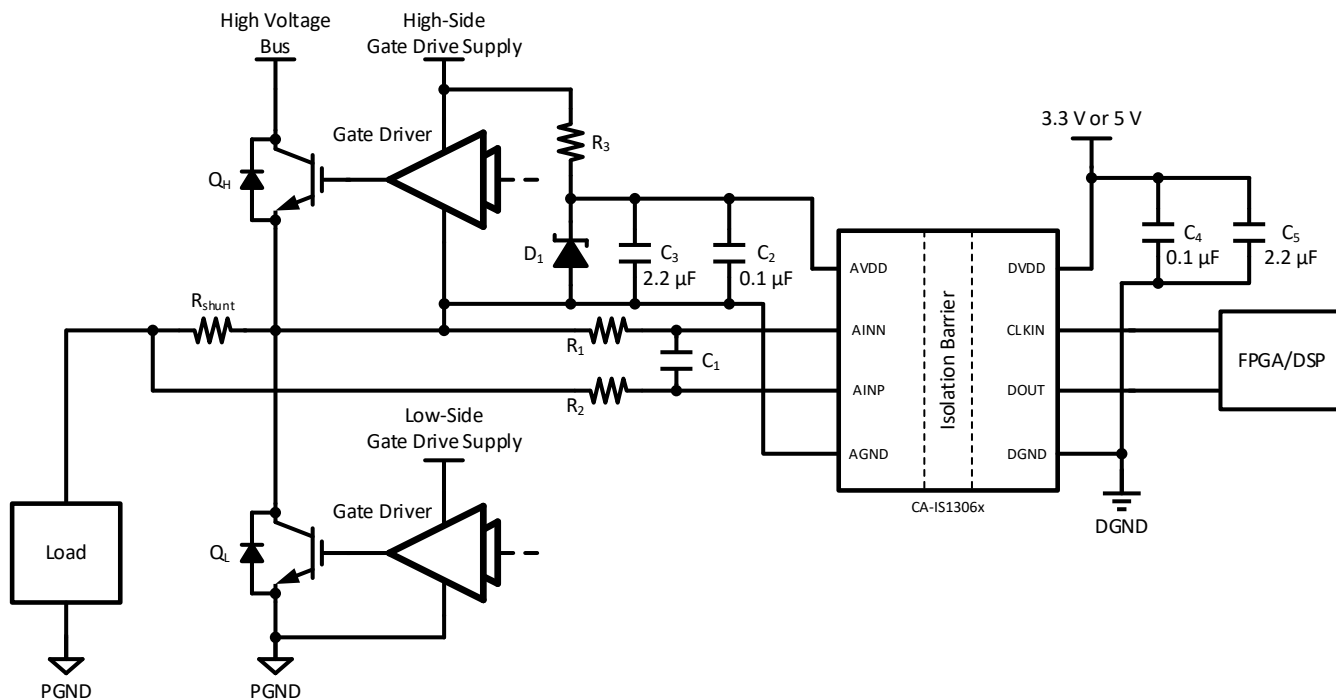 High Voltage
Bus
High-Side
Gate Drive Supply
Gate Driver
R3
3.3 V or 5 V
QH
D1
C3
2.2 µF
C2
0.1 µF
C4
0.1 µF
C5
2.2 µF
AVDD
DVDD
Rshunt
R1
C1
AINN
Isolation Barrier
CLKIN
FPGA/DSP
R2
AINP
DOUT
Low-Side
Gate Drive Supply
AGND
DGND
Gate Driver
CA-IS1306x
DGND
Load
QL
PGND
PGND